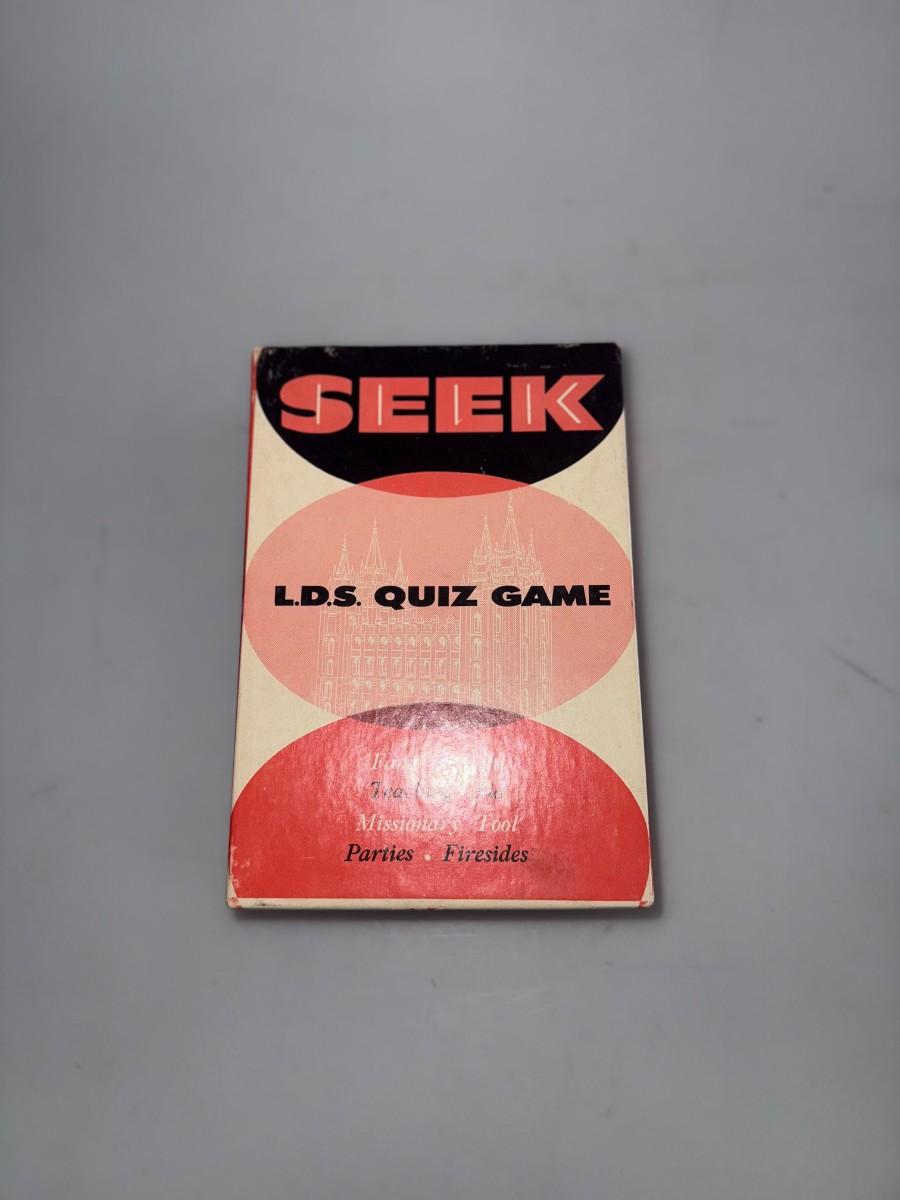 SEEK
L.D.S. QUIZ GAME
Missionary Tool
Parties • Firesides